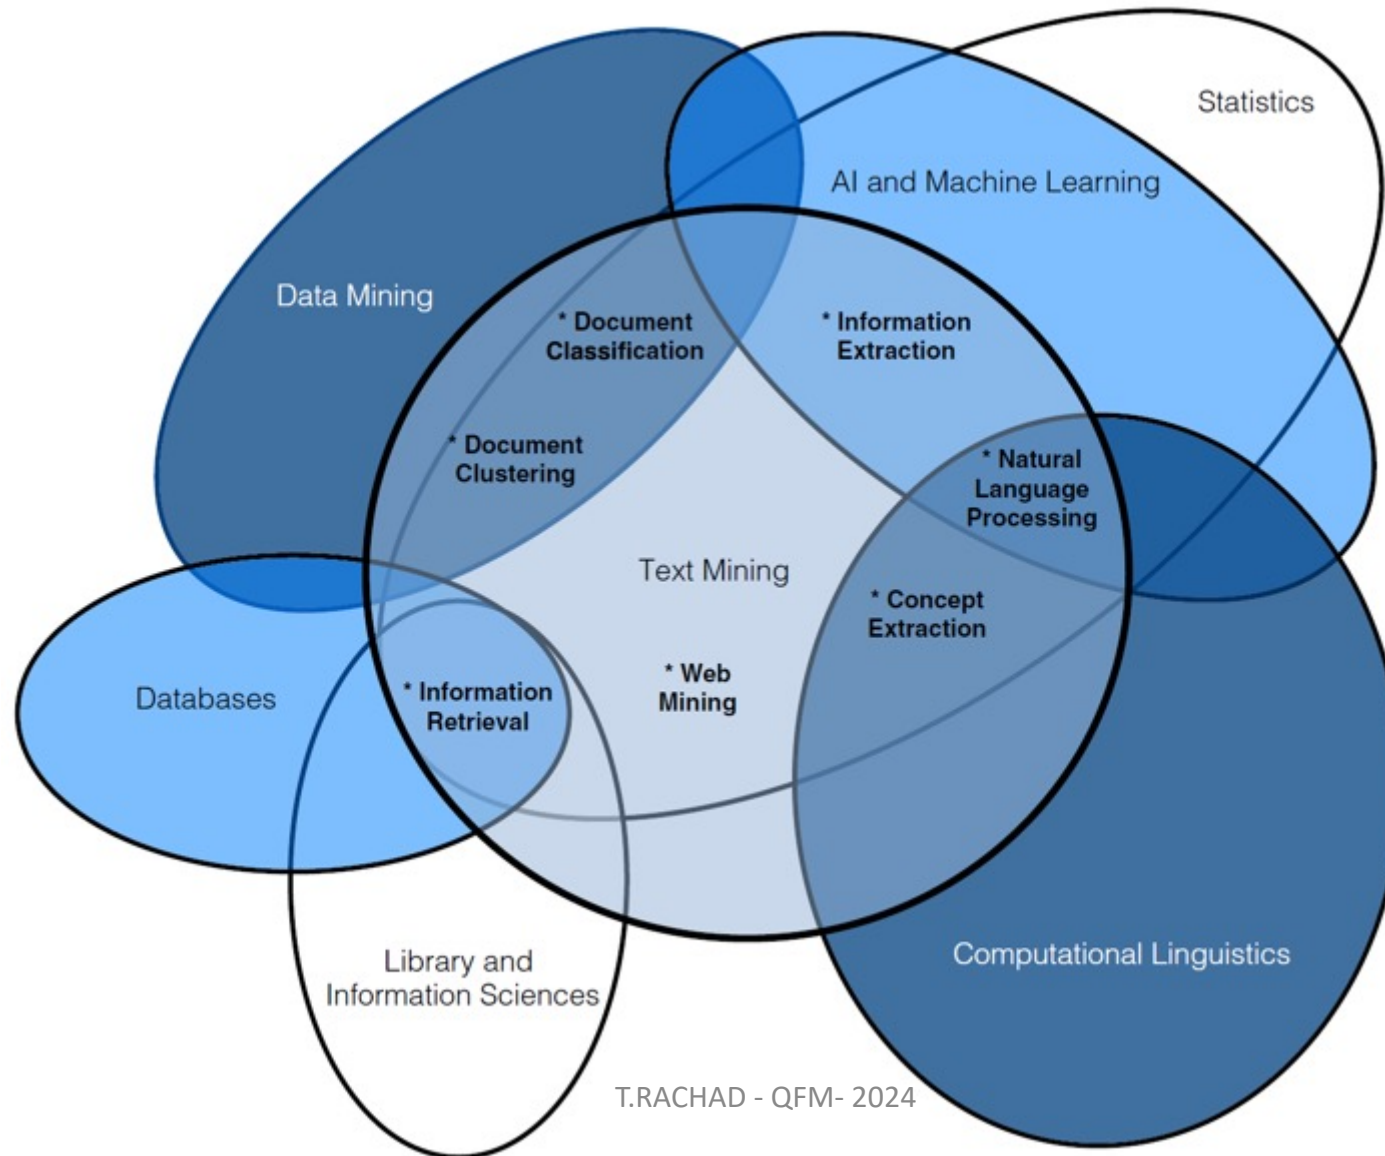 Statistics
AI and Machine Learning
Data Mining
* Document
Classification
* Information
Extraction
* Document
Clustering
* Natural
Language
Processing
Text Mining
* Concept
Extraction
* Web
Mining
Databases
* Information
Retrieval
Library and
Information Sciences
Computational Linguistics
T.RACHAD - QFM- 2024